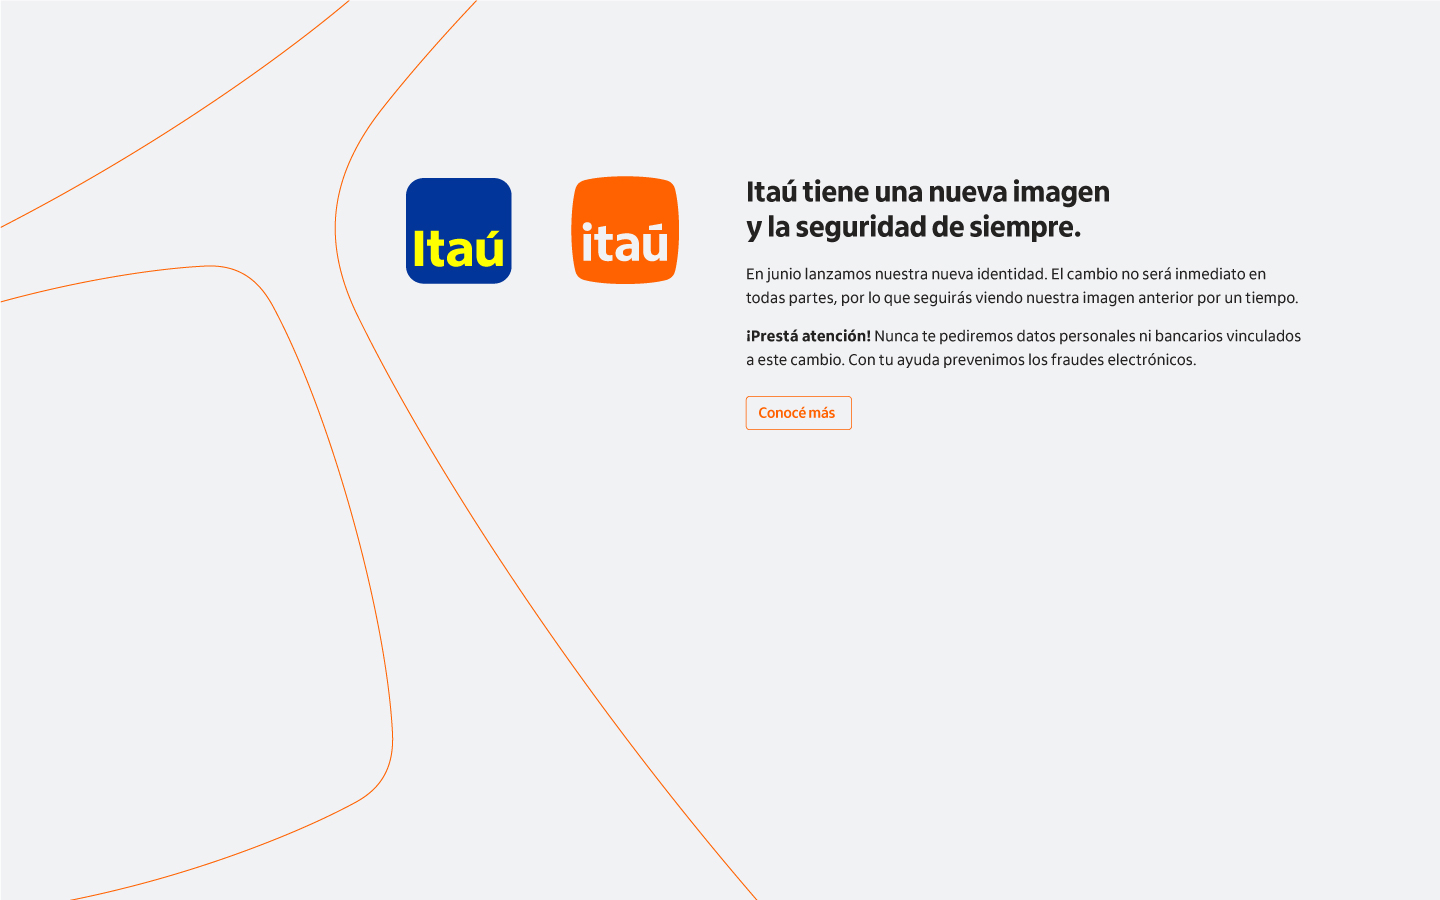 Itaú
itaú
Itaú tiene una nueva imagen
y la seguridad de siempre.
En junio lanzamos nuestra nueva identidad. El cambio no será inmediato en
todas partes, por lo que seguirás viendo nuestra imagen anterior por un tiempo.
¡Prestá atención! Nunca te pediremos datos personales ni bancarios vinculados
a este cambio. Con tu ayuda prevenimos los fraudes electrónicos.
Conocé más